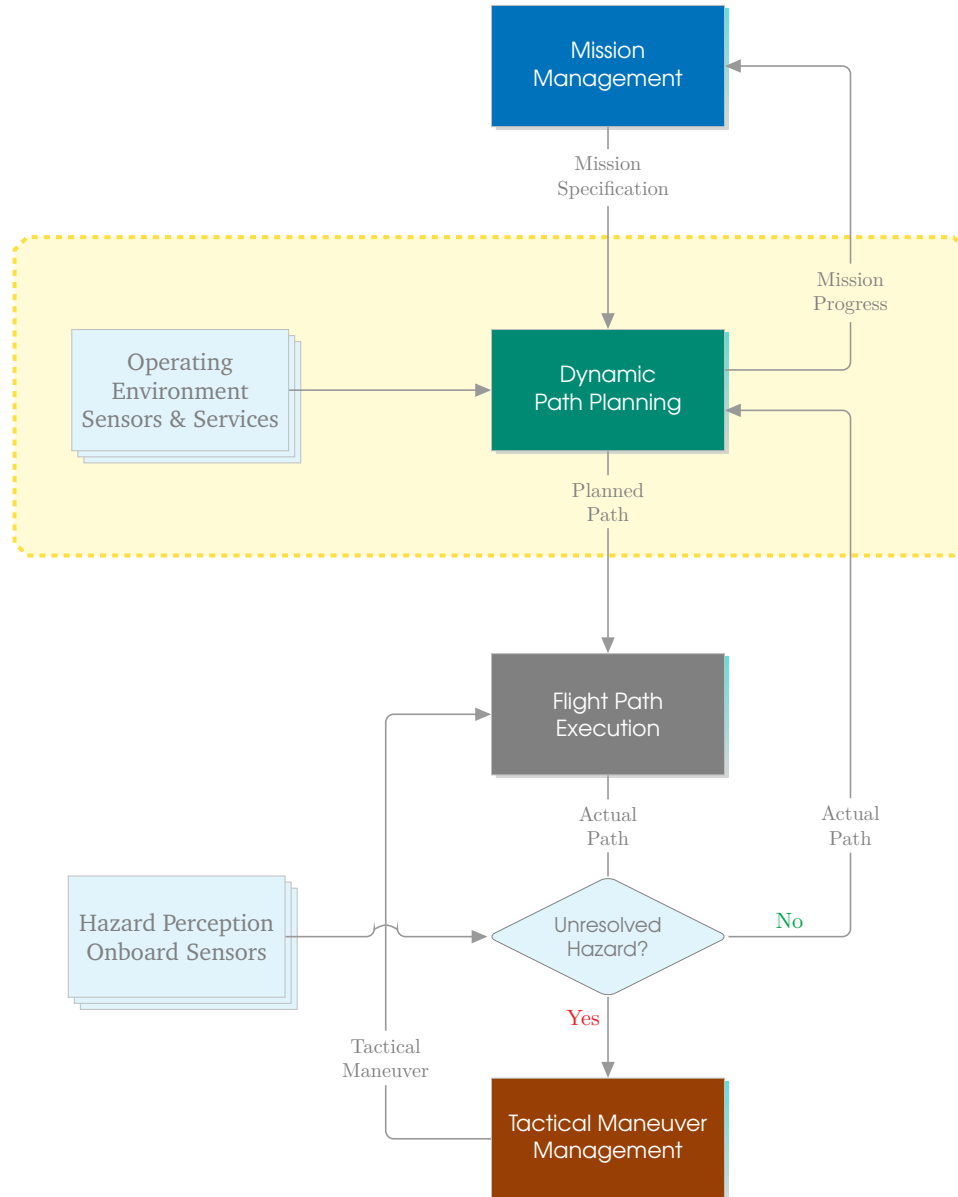 Mission
Management
Mission
Specification
Mission
Progress
Operating
Environment
Sensors & Services
Dynamic
Path Planning
Planned
Path
Flight Path
Execution
Actual
Path
Actual
Path
Hazard Perception
Onboard Sensors
Unresolved
Hazard?
No
Yes
Tactical
Maneuver
Tactical Maneuver
Management